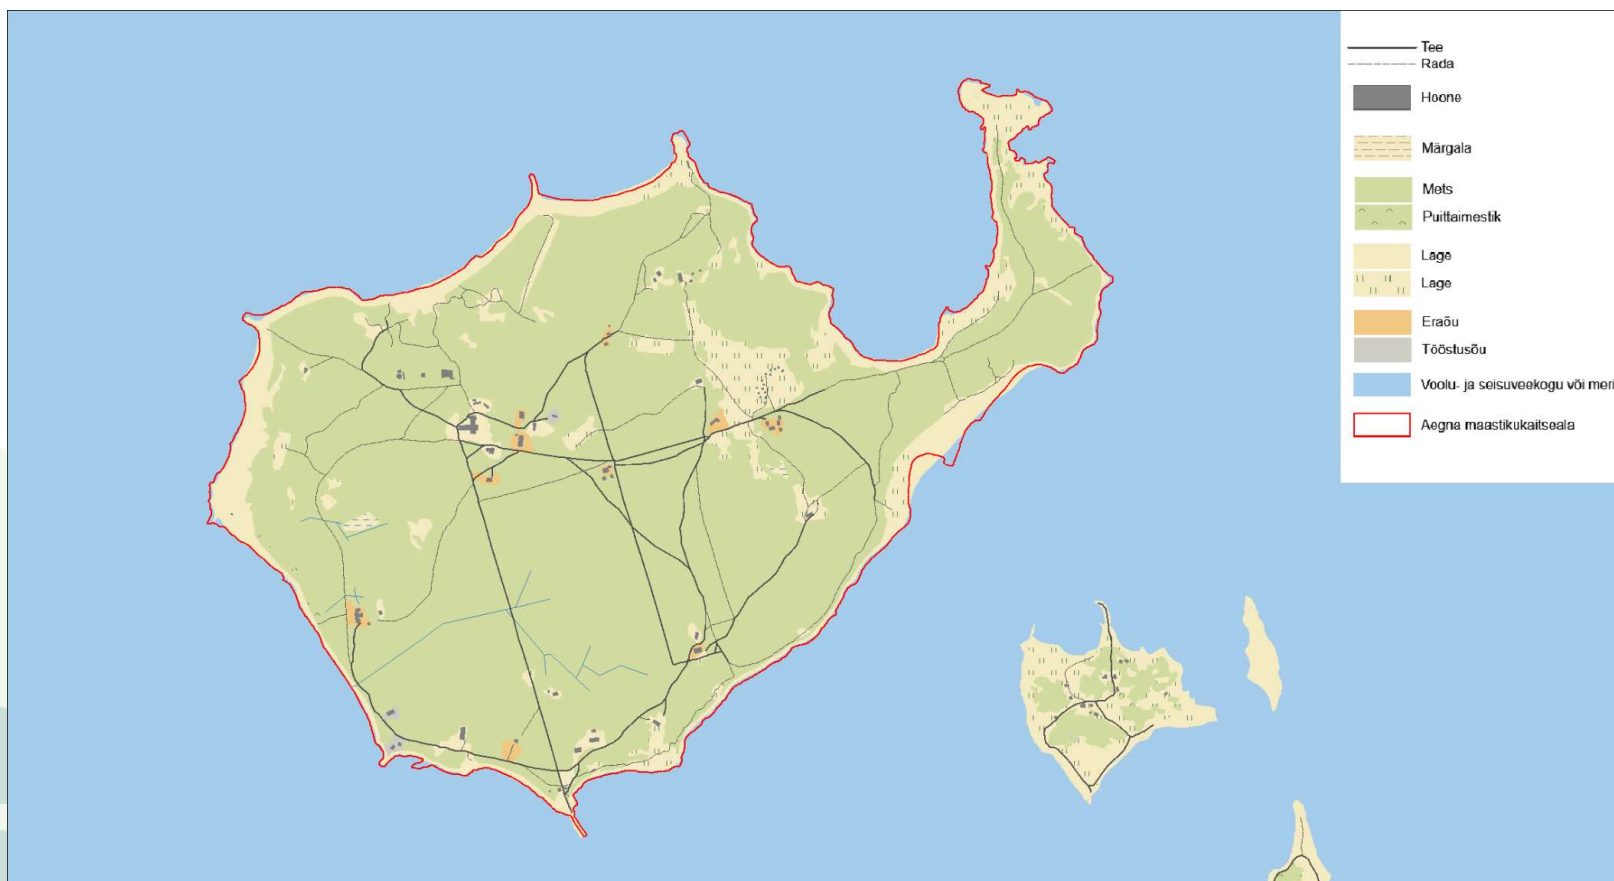 Tee
Rada
Hoone
Märgala
Mets
Puittaimestik
Lage
Lage
Eraõu
Tööstusõu
Voolu- ja seisuveekogu või meri
Aegna maastikukaitseala